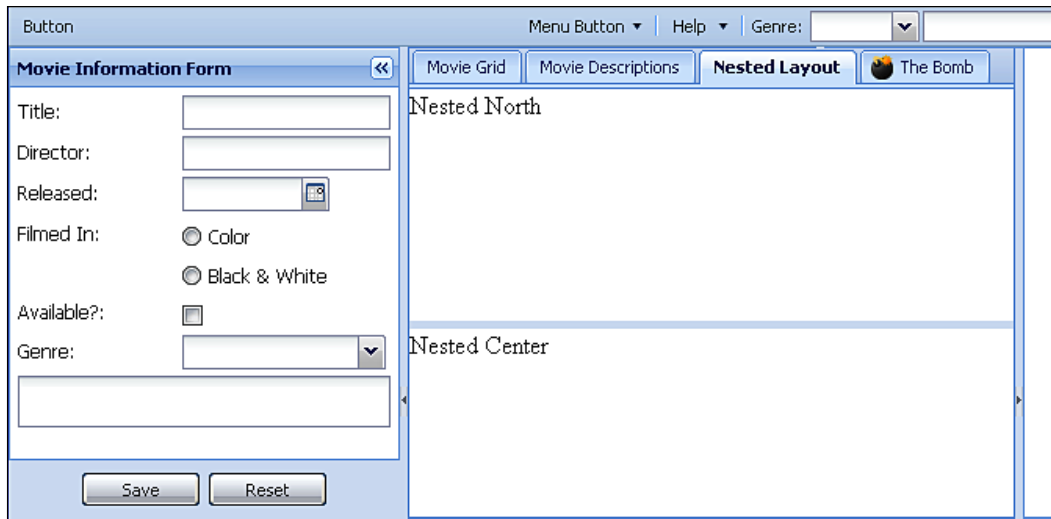 Button Menu Button Help Genre:
Movie Information Form
Movie Grid Movie Descriptions Nested Layout The Bomb
Title:
Director:
Released:
Filmed In: Color
Black & White
Available?:
Genre:
Save Reset
Nested North
Nested Center